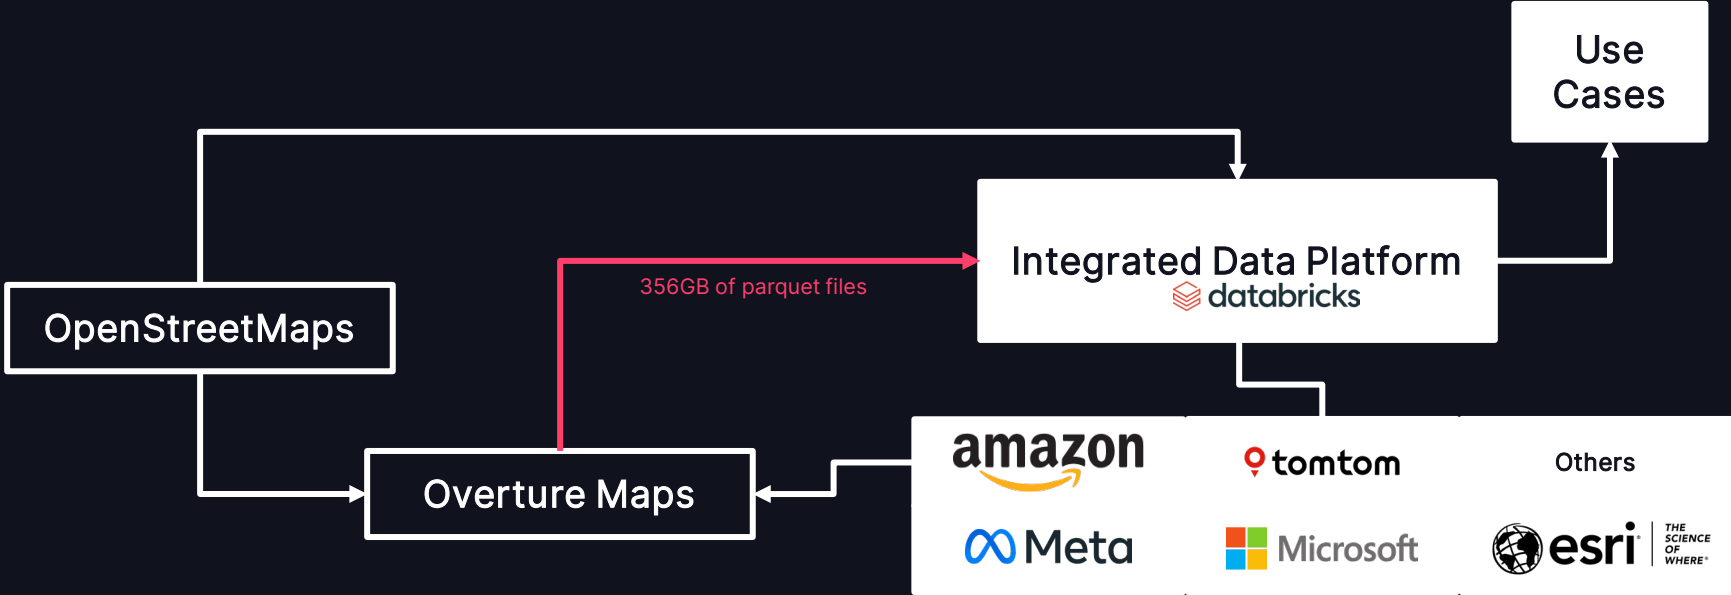 Use
Cases
Integrated Data Platform
databricks
356GB of parquet files
OpenStreetMaps
Overture Maps
amazon
tomtom
Others
Meta
Microsoft
esri
THE
SCIENCE
OF
WHERE®